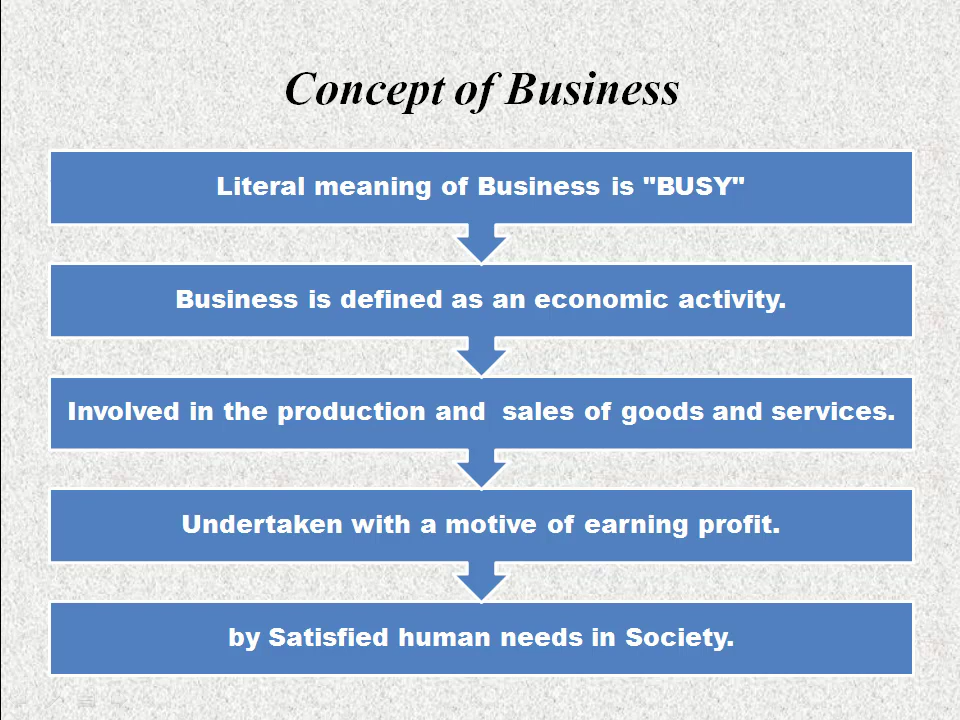 Concept of Business
Literal meaning of Business is "BUSY"
Business is defined as an economic activity.
Involved in the production and  sales of goods and services.
Undertaken with a motive of earning profit.
by Satisfied human needs in Society.